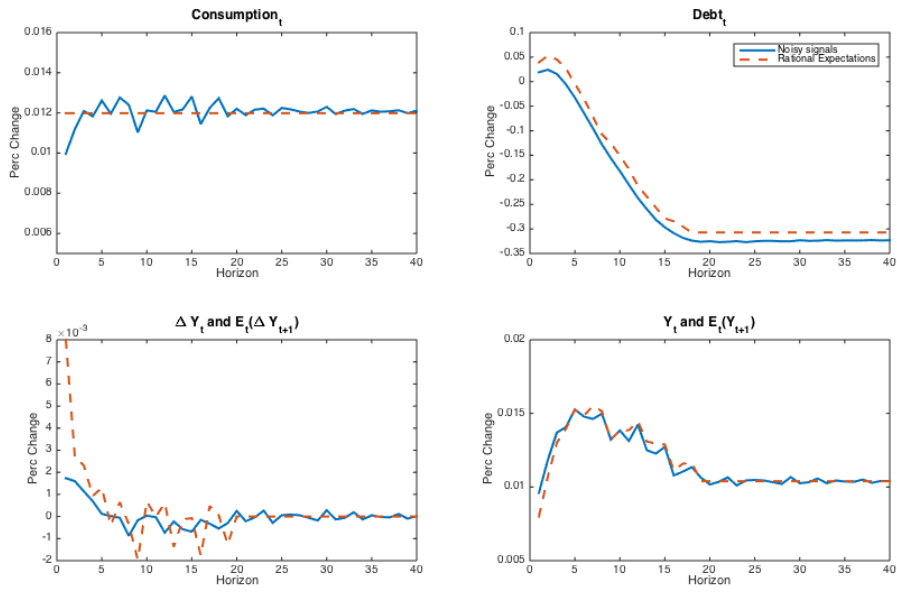 Consumption_t
0.016
0.014
0.012
0.01
0.008
0.006
Perc Change
0 5 10 15 20 25 30 35 40
Horizon
Debt_t
0.1
0.05
0
-0.05
-0.1
-0.15
-0.2
-0.25
-0.3
-0.35
Perc Change
Noisy signals
Rational Expectations
0 5 10 15 20 25 30 35 40
Horizon
Δ Y_t and E_t(Δ Y_{t+1})
×10^-3
8
7
6
5
4
3
2
1
0
-1
-2
Perc Change
0 5 10 15 20 25 30 35 40
Horizon
Y_t and E_t(Y_{t+1})
0.02
0.015
0.01
0.005
Perc Change
0 5 10 15 20 25 30 35 40
Horizon